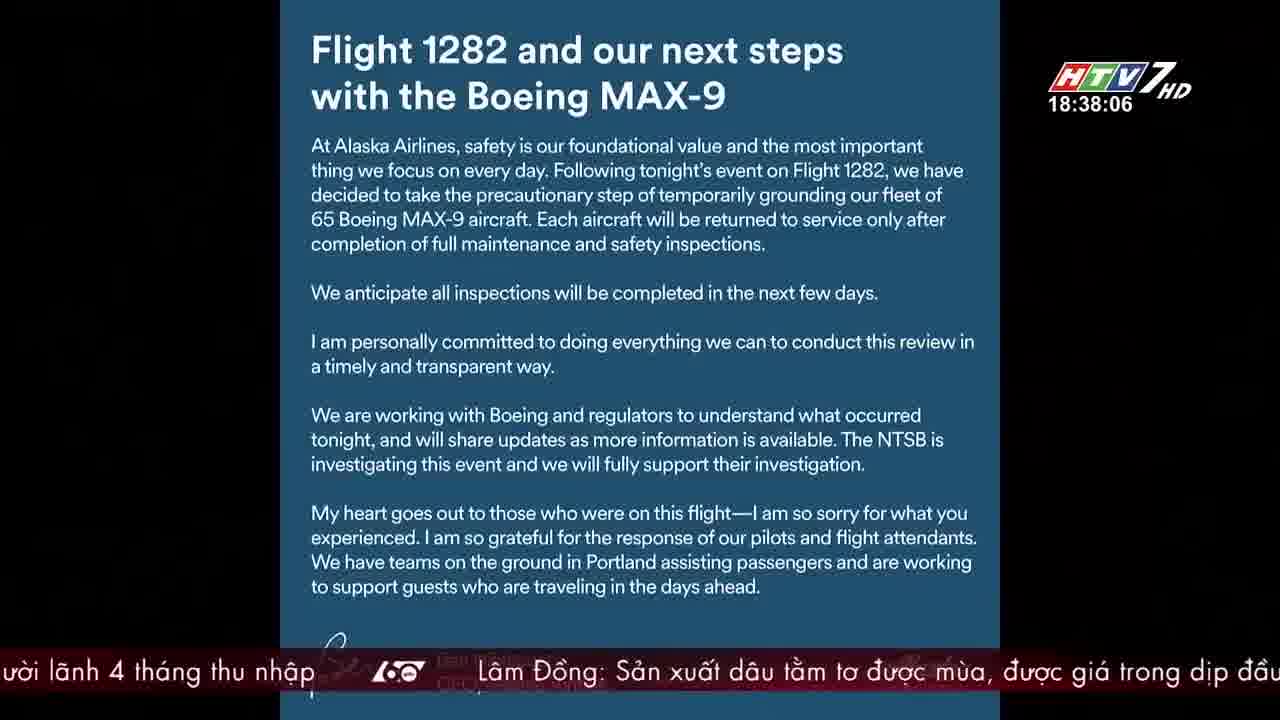 Flight 1282 and our next steps
with the Boeing MAX-9
HTV7 HD
18:38:06
At Alaska Airlines, safety is our foundational value and the most important
thing we focus on every day. Following tonight's event on Flight 1282, we have
decided to take the precautionary step of temporarily grounding our fleet of
65 Boeing MAX-9 aircraft. Each aircraft will be returned to service only after
completion of full maintenance and safety inspections.
We anticipate all inspections will be completed in the next few days.
I am personally committed to doing everything we can to conduct this review in
a timely and transparent way.
We are working with Boeing and regulators to understand what occurred
tonight, and will share updates as more information is available. The NTSB is
investigating this event and we will fully support their investigation.
My heart goes out to those who were on this flight—I am so sorry for what you
experienced. I am so grateful for the response of our pilots and flight attendants.
We have teams on the ground in Portland assisting passengers and are working
to support guests who are traveling in the days ahead.
ười lãnh 4 tháng thu nhập 60 Lâm Đồng: Sản xuất dâu tằm tơ được mùa, được giá trong dịp đầu